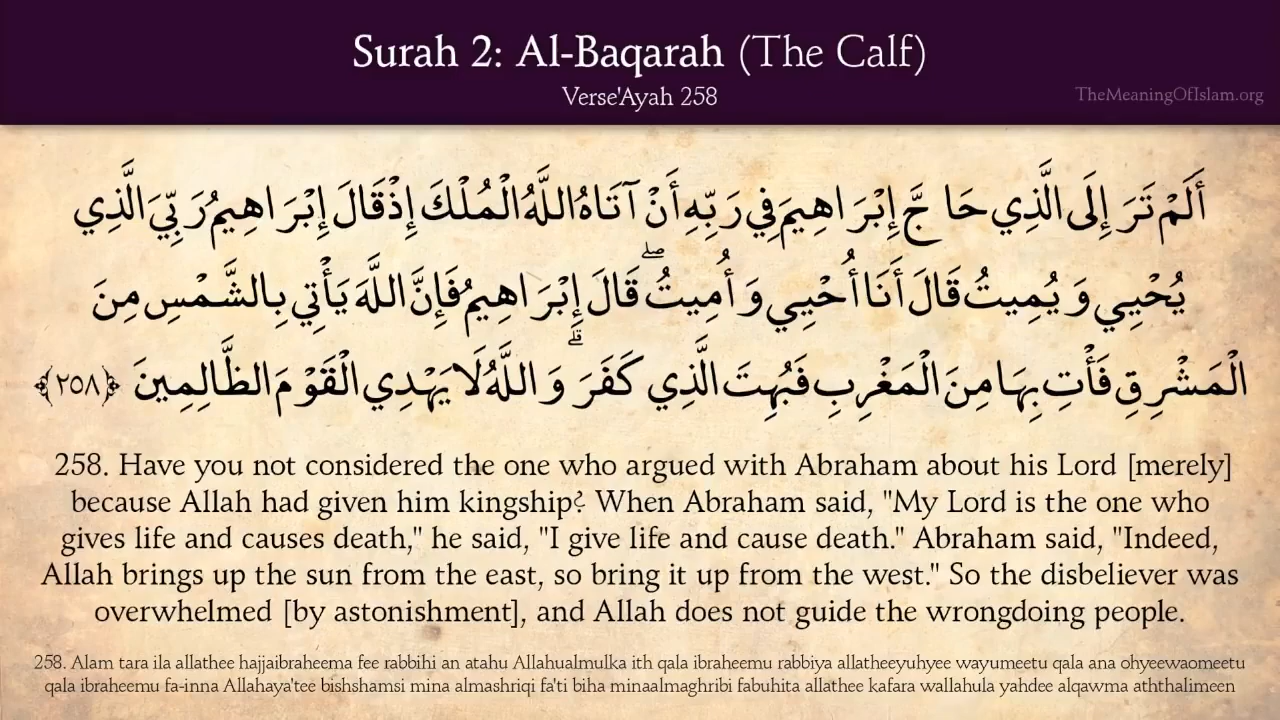 Surah 2: Al-Baqarah (The Calf)
Verse'Ayah 258
TheMeaningOfIslam.org
أَلَمْ تَرَ إِلَى الَّذِي حَاجَّ إِبْرَاهِيمَ فِي رَبِّهِ أَنْ آتَاهُ اللَّهُ الْمُلْكَ إِذْ قَالَ إِبْرَاهِيمُ رَبِّيَ الَّذِي
يُحْيِي وَيُمِيتُ قَالَ أَنَا أُحْيِي وَأُمِيتُ ۖ قَالَ إِبْرَاهِيمُ فَإِنَّ اللَّهَ يَأْتِي بِالشَّمْسِ مِنَ
الْمَشْرِقِ فَأْتِ بِهَا مِنَ الْمَغْرِبِ فَبُهِتَ الَّذِي كَفَرَ ۗ وَاللَّهُ لَا يَهْدِي الْقَوْمَ الظَّالِمِينَ ﴿٢٥٨﴾
258. Have you not considered the one who argued with Abraham about his Lord [merely]
because Allah had given him kingship? When Abraham said, "My Lord is the one who
gives life and causes death," he said, "I give life and cause death." Abraham said, "Indeed,
Allah brings up the sun from the east, so bring it up from the west." So the disbeliever was
overwhelmed [by astonishment], and Allah does not guide the wrongdoing people.
258. Alam tara ila allathee hajjaibraheema fee rabbihi an atahu Allahualmulka ith qala ibraheemu rabbiya allatheeyuhyee wayumeetu qala ana ohyeewaomeetu
qala ibraheemu fa-inna Allahaya'tee bishshamsi mina almashriqi fa'ti biha minaalmaghribi fabuhita allathee kafara wallahula yahdee alqawma aththalimeen